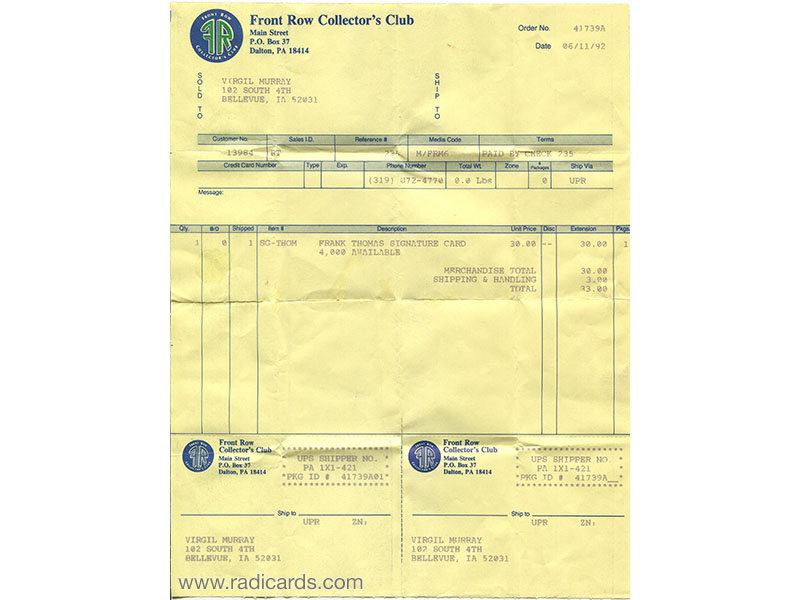 Front Row Collector's Club
Main Street
P.O. Box 37
Dalton, PA 18414
FRONT ROW
FR
COLLECTOR'S CLUB
Order No. 41739A
Date 06/11/92
SOLD TO
VIRGIL MURRAY
102 SOUTH 4TH
BELLEVUE, IA 52031
SHIP TO
Customer No. Sales I.D. Reference # Media Code Terms
13984 M/FRM6 PAID BY CHECK 235
Credit Card Number Type Exp. Phone Number Total Wt. Zone # Packages Ship Via
(319) 872-4770 0.0 Lbs 0 UPR
Message:
Qty. B/O Shipped Item # Description Unit Price Disc Extension Pkgs
1 0 1 SG-THOM FRANK THOMAS SIGNATURE CARD 30.00 -- 30.00 1
4,000 AVAILABLE
MERCHANDISE TOTAL 30.00
SHIPPING & HANDLING 3.00
TOTAL 33.00
Front Row
Collector's Club
Main Street
P.O. Box 37
Dalton, PA 18414
UPS SHIPPER NO.
PA 1X1-421
*PKG ID # 41739A01*
Ship to
UPR ZN:
VIRGIL MURRAY
102 SOUTH 4TH
BELLEVUE, IA 52031
Front Row
Collector's Club
Main Street
P.O. Box 37
Dalton, PA 18414
UPS SHIPPER NO.
PA 1X1-421
*PKG ID # 41739A__*
Ship to
UPR ZN:
VIRGIL MURRAY
102 SOUTH 4TH
BELLEVUE, IA 52031
www.radicards.com